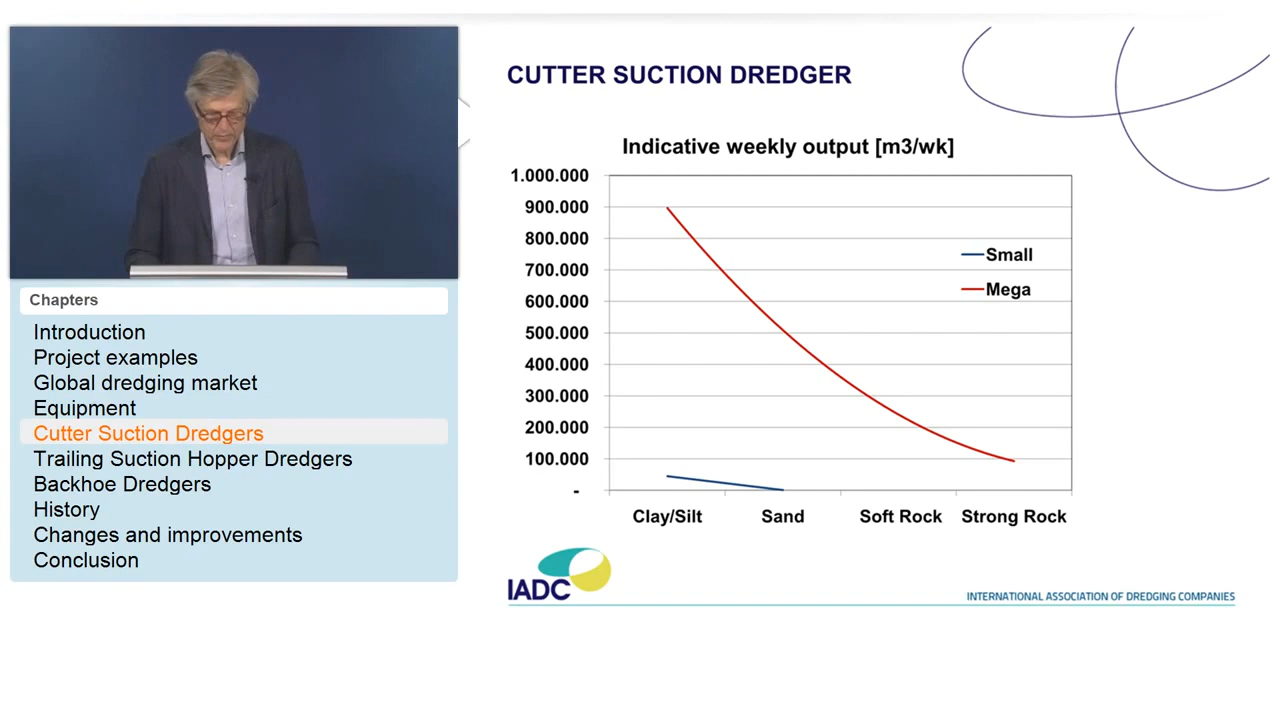 CUTTER SUCTION DREDGER
Indicative weekly output [m3/wk]
1.000.000
900.000
800.000
700.000
600.000
500.000
400.000
300.000
200.000
100.000
-
Small
Mega
Clay/Silt Sand Soft Rock Strong Rock
Chapters
Introduction
Project examples
Global dredging market
Equipment
Cutter Suction Dredgers
Trailing Suction Hopper Dredgers
Backhoe Dredgers
History
Changes and improvements
Conclusion
IADC
INTERNATIONAL ASSOCIATION OF DREDGING COMPANIES